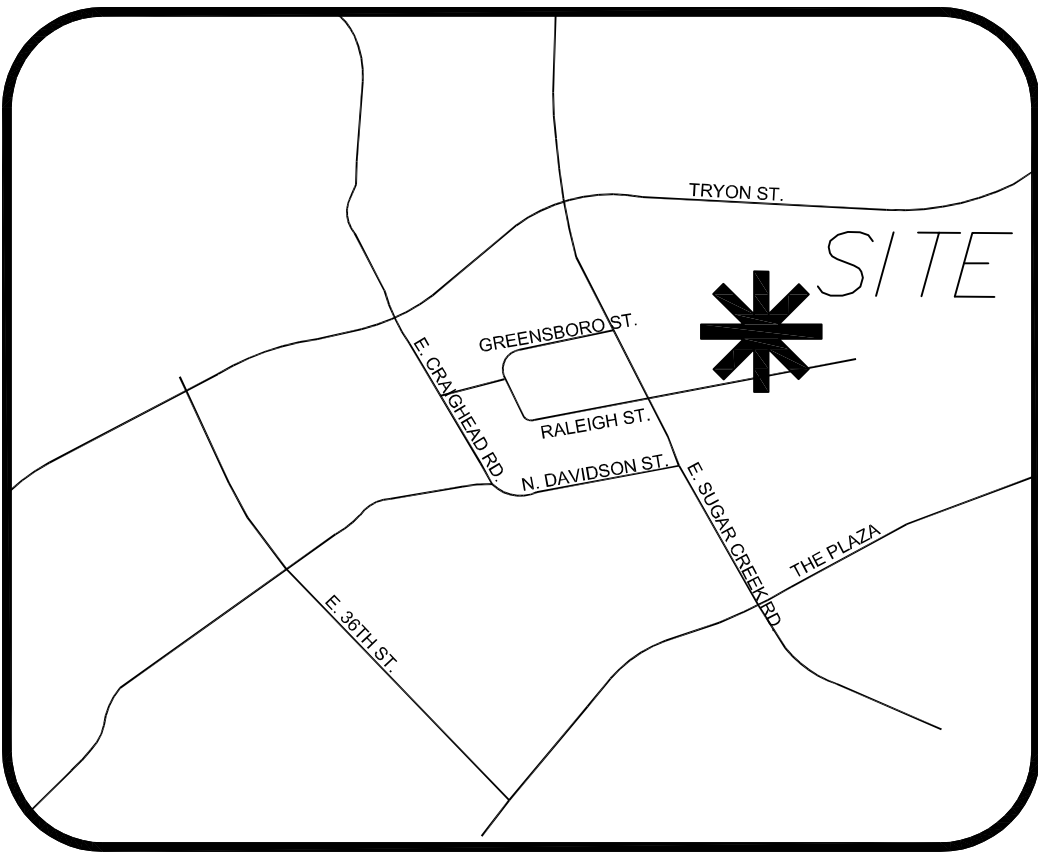 TRYON ST.
SITE
GREENSBORO ST.
E. CRAIGHEAD RD.
RALEIGH ST.
N. DAVIDSON ST.
E. SUGAR CREEK RD
THE PLAZA
E. 36TH ST.